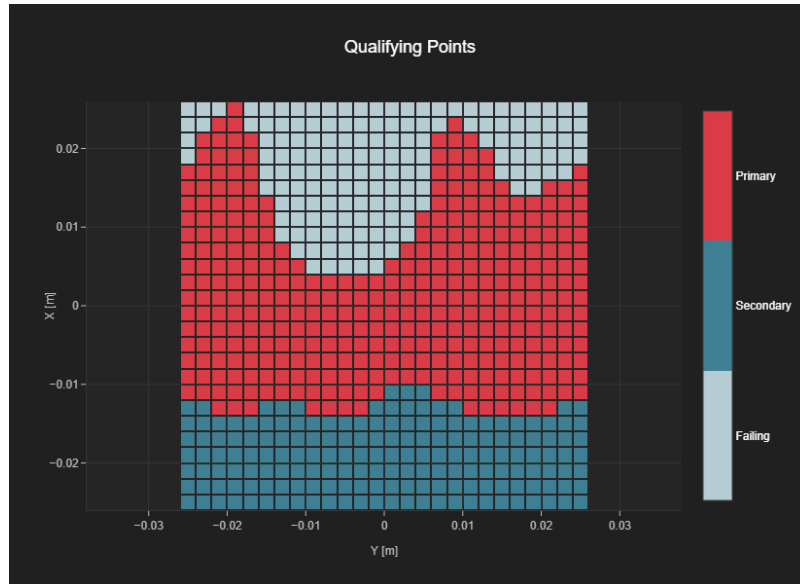 Qualifying Points
Primary
Secondary
Failing
0.02
0.01
0
−0.01
−0.02
X [m]
−0.03
−0.02
−0.01
0
0.01
0.02
0.03
Y [m]